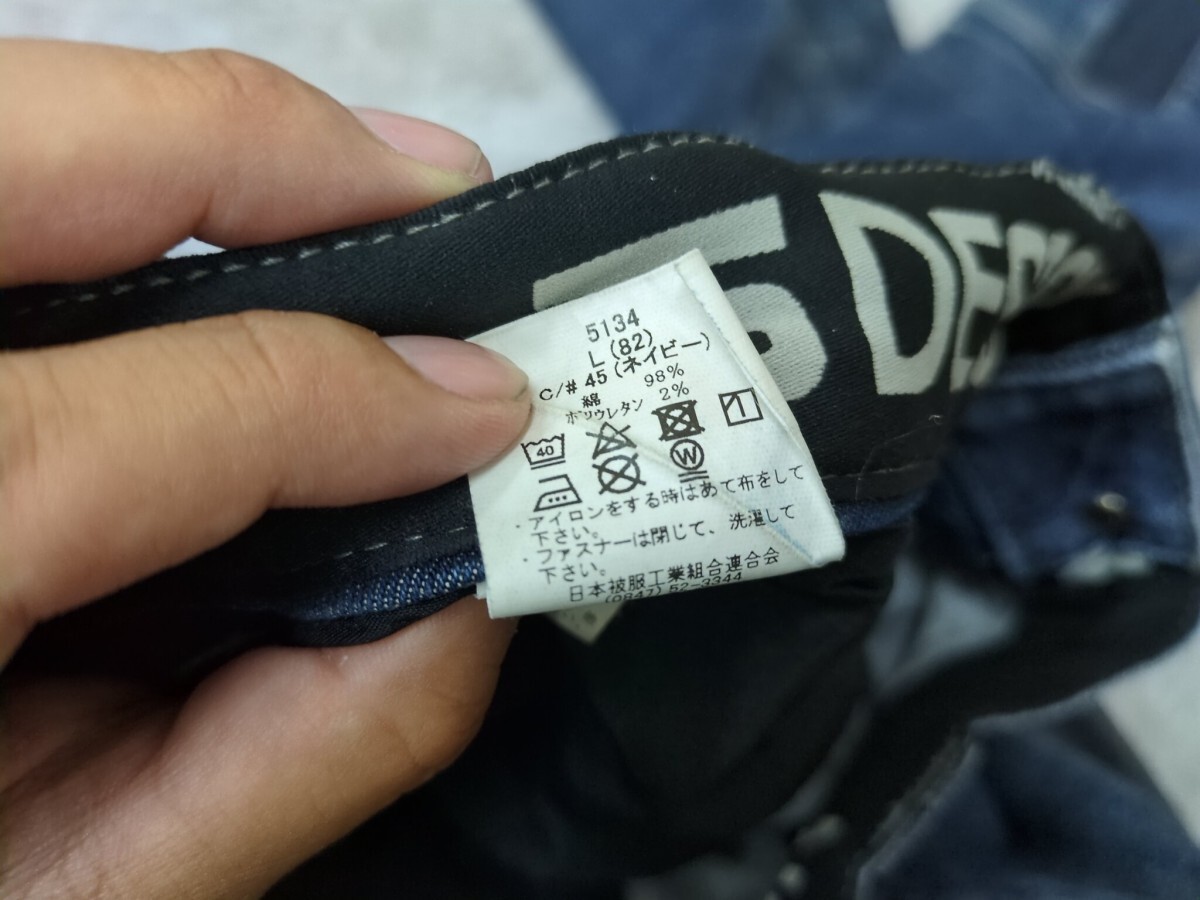 5134
L (82)
C/# 45 (ネイビー)
綿 98%
ポリウレタン 2%
40
W
・アイロンをする時はあて布をして
下さい。
・ファスナーは閉じて、洗濯して
下さい。
日本被服工業組合連合会
(0847) 52-3344